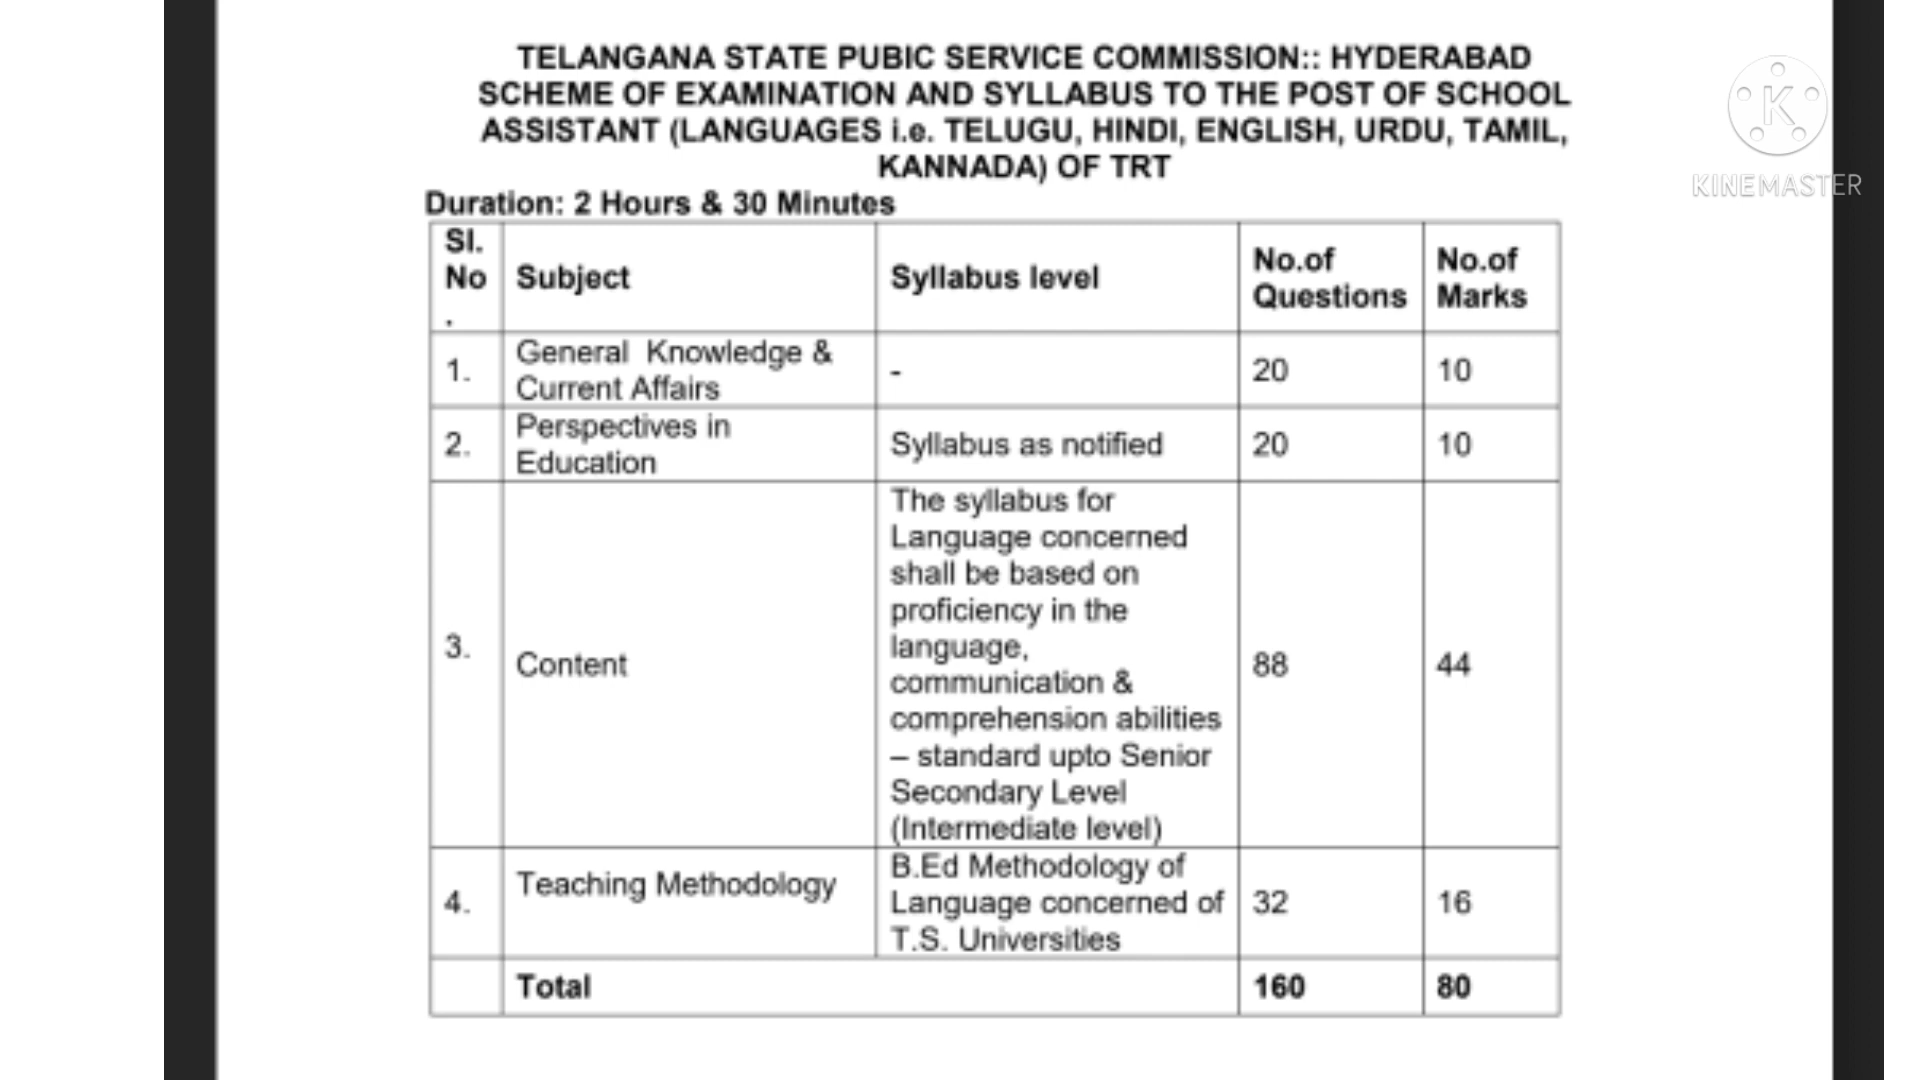 TELANGANA STATE PUBIC SERVICE COMMISSION:: HYDERABAD
SCHEME OF EXAMINATION AND SYLLABUS TO THE POST OF SCHOOL
ASSISTANT (LANGUAGES i.e. TELUGU, HINDI, ENGLISH, URDU, TAMIL,
KANNADA) OF TRT
Duration: 2 Hours & 30 Minutes
Sl.
No
.
Subject
Syllabus level
No.of
Questions
No.of
Marks
1.
General Knowledge &
Current Affairs
-
20
10
2.
Perspectives in
Education
Syllabus as notified
20
10
3.
Content
The syllabus for
Language concerned
shall be based on
proficiency in the
language,
communication &
comprehension abilities
– standard upto Senior
Secondary Level
(Intermediate level)
88
44
4.
Teaching Methodology
B.Ed Methodology of
Language concerned of
T.S. Universities
32
16
Total
160
80
K
KINEMASTER